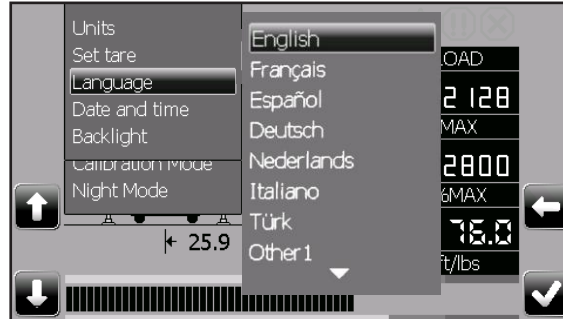 Units
Set tare
Language
Date and time
Backlight
Calibration Mode
Night Mode
English
Français
Español
Deutsch
Nederlands
Italiano
Türk
Other1
OAD
2128
MAX
2800
%MAX
76.0
ft/lbs
25.9